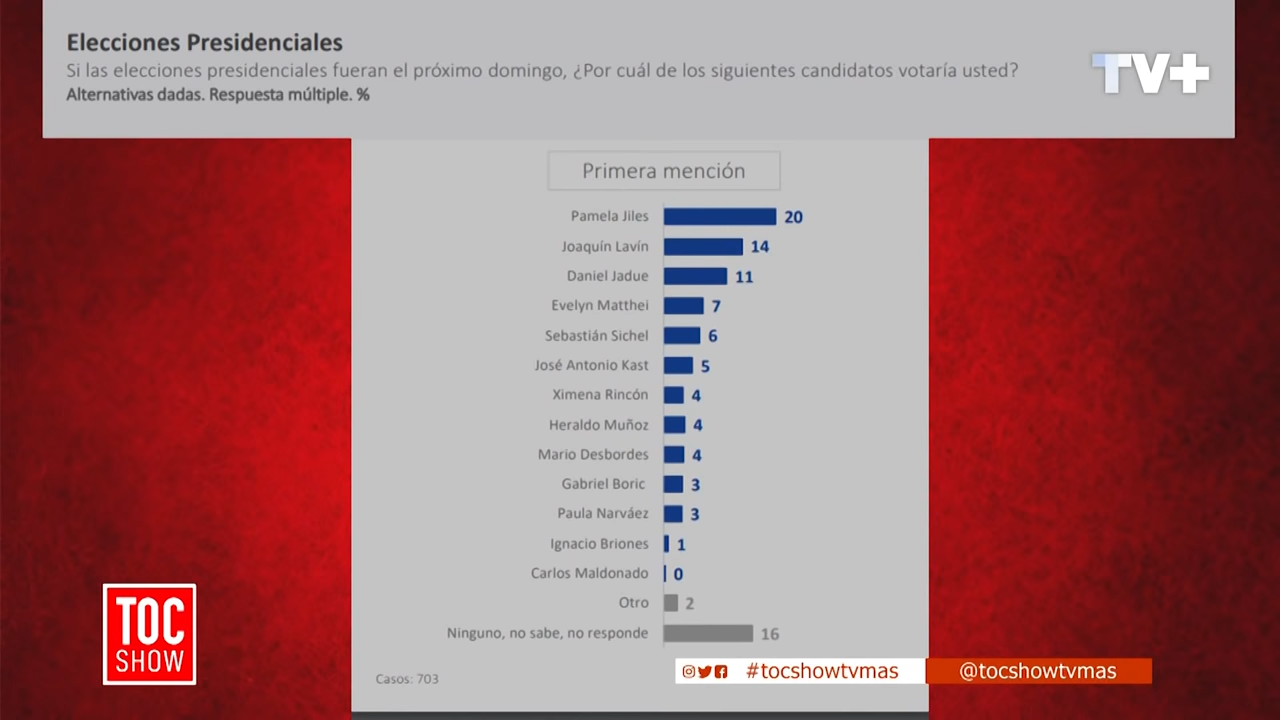 Elecciones Presidenciales
Si las elecciones presidenciales fueran el próximo domingo, ¿Por cuál de los siguientes candidatos votaría usted?
Alternativas dadas. Respuesta múltiple. %
TV+
Primera mención
Pamela Jiles 20
Joaquín Lavín 14
Daniel Jadue 11
Evelyn Matthei 7
Sebastián Sichel 6
José Antonio Kast 5
Ximena Rincón 4
Heraldo Muñoz 4
Mario Desbordes 4
Gabriel Boric 3
Paula Narváez 3
Ignacio Briones 1
Carlos Maldonado 0
Otro 2
Ninguno, no sabe, no responde 16
Casos: 703
TOC
SHOW
#tocshowtvmas @tocshowtvmas